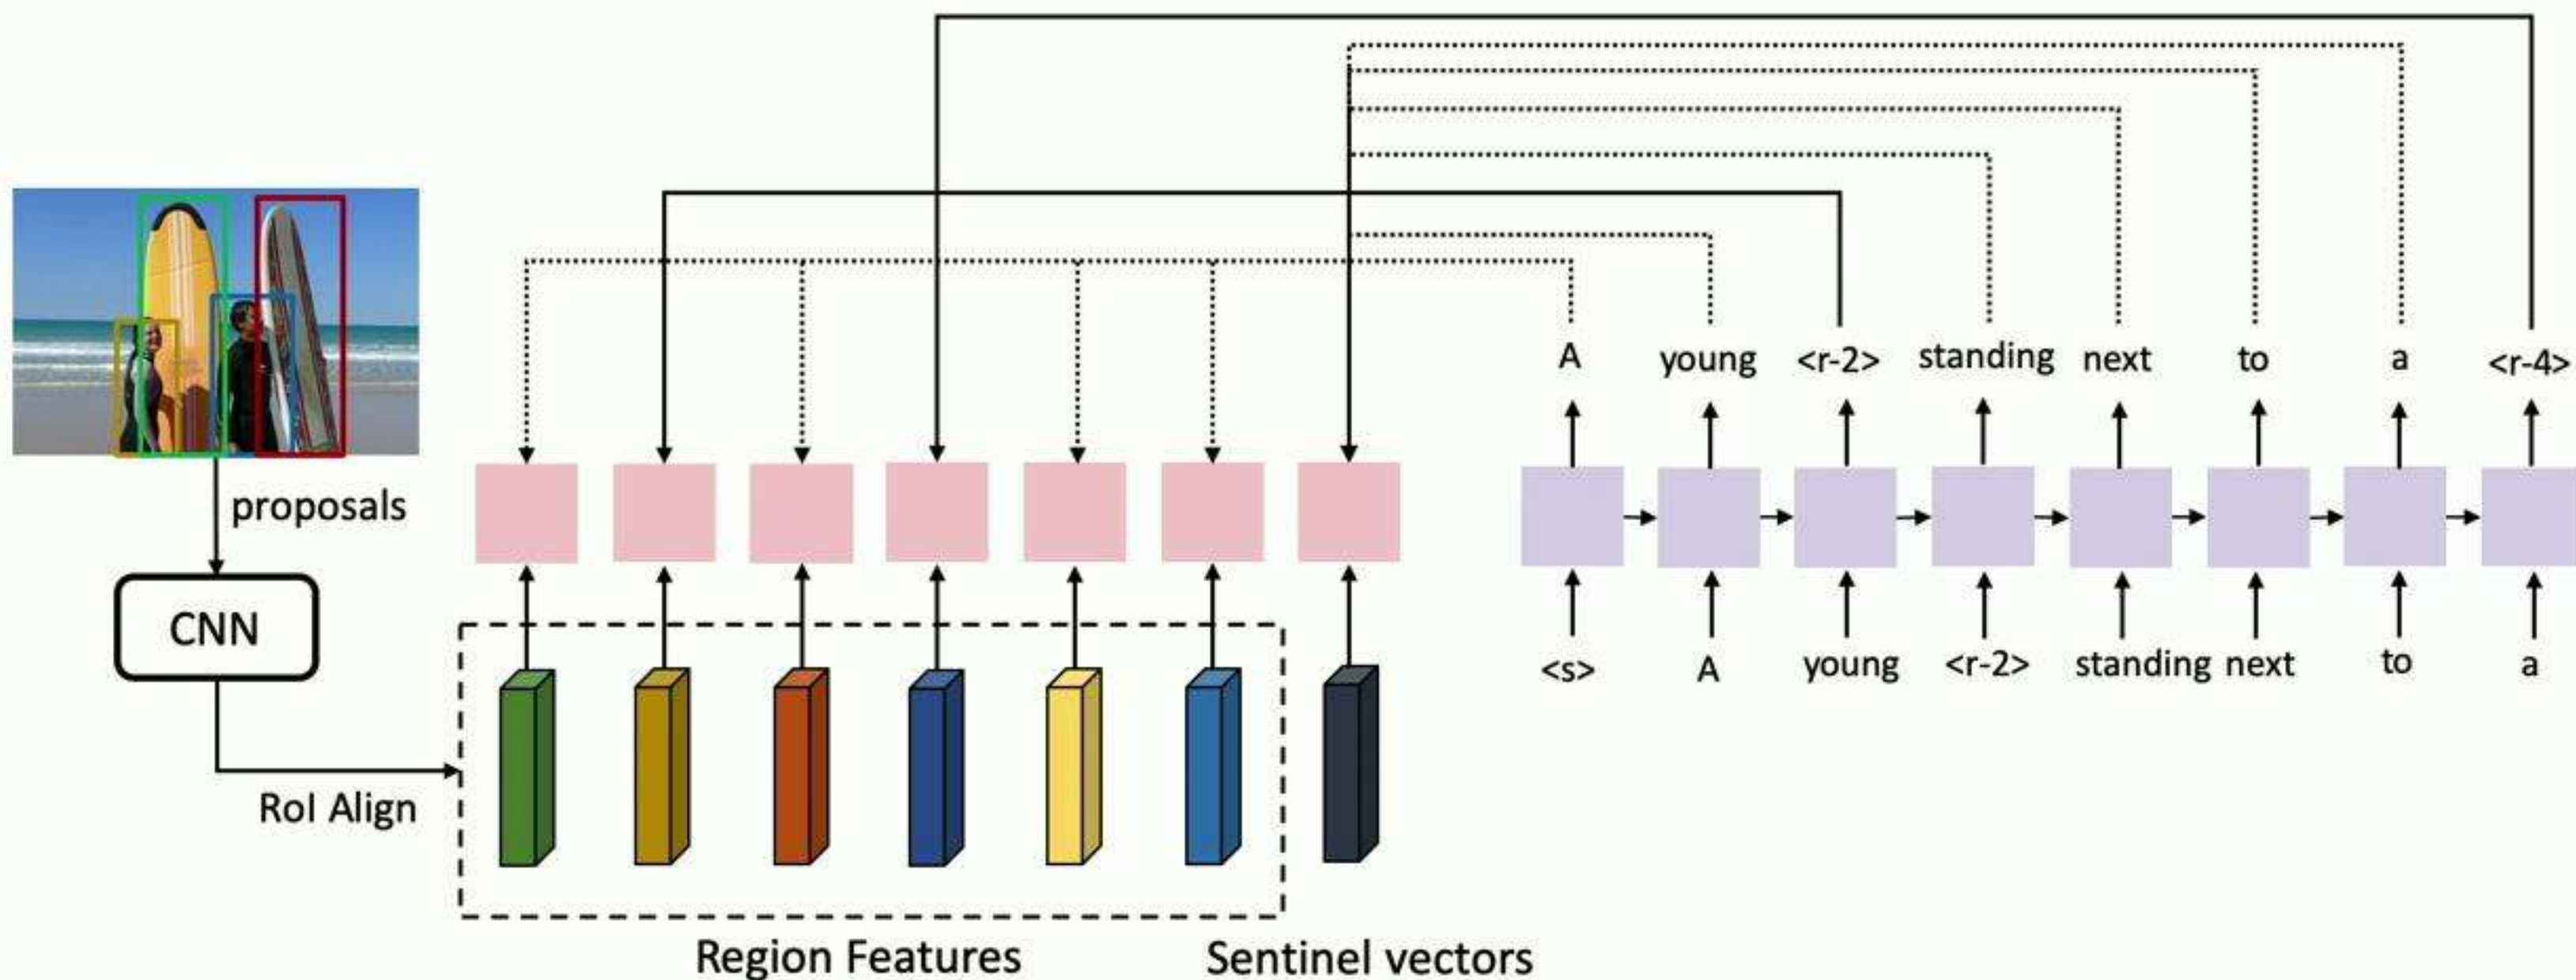 A young <r-2> standing next to a <r-4>
proposals
CNN
<s> A young <r-2> standing next to a
RoI Align
Region Features
Sentinel vectors